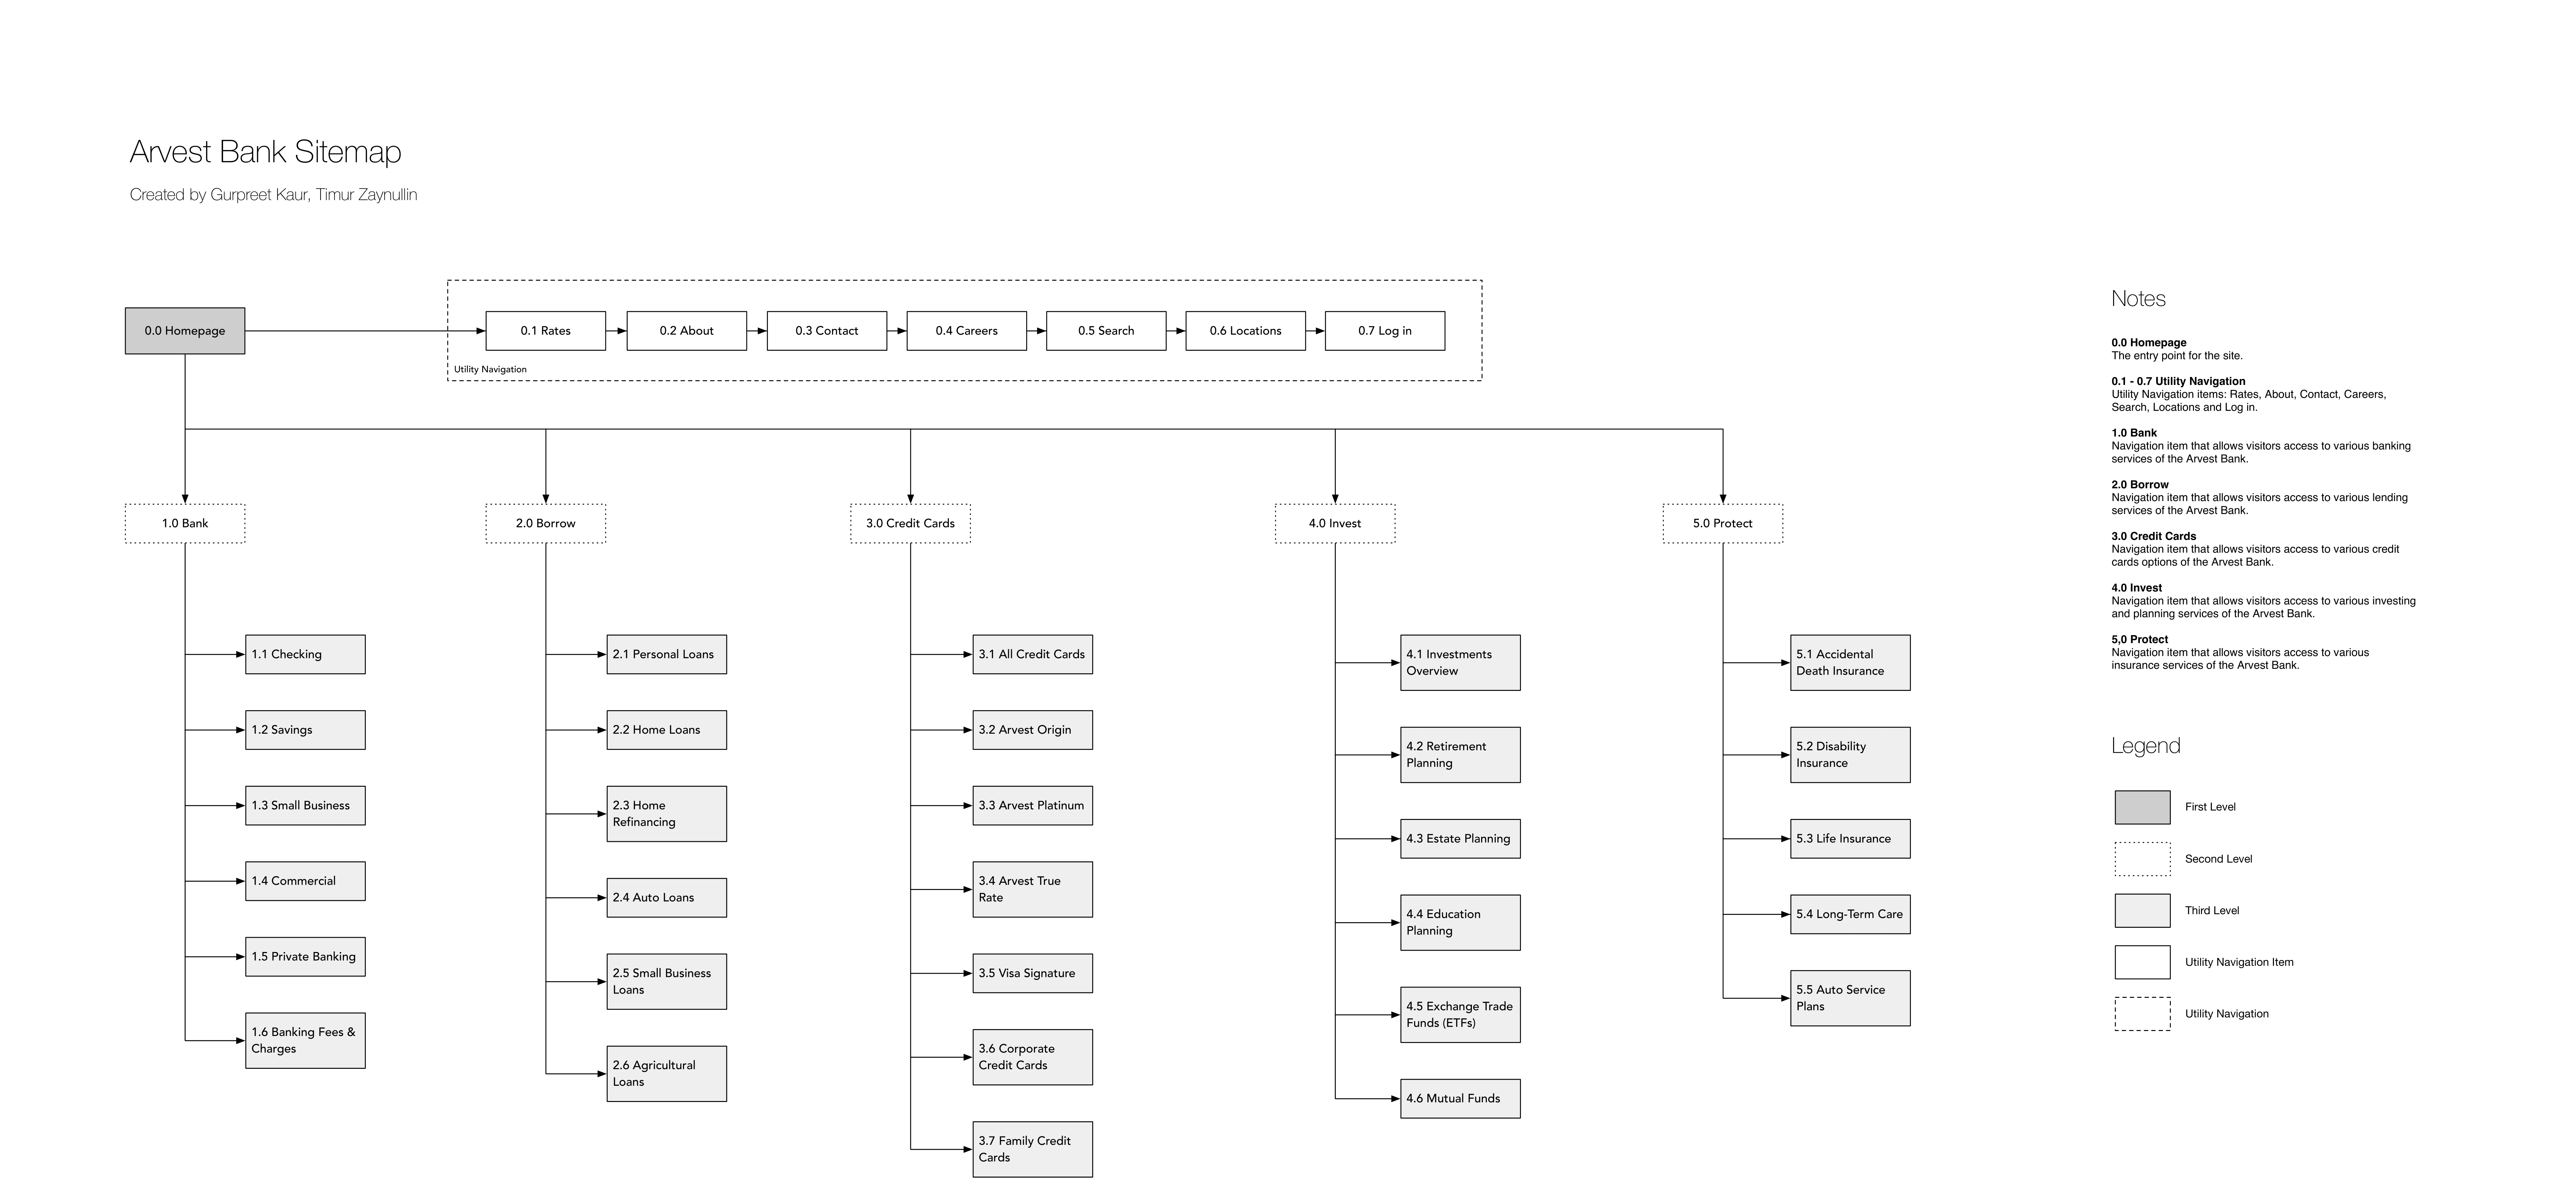 Arvest Bank Sitemap
Created by Gurpreet Kaur, Timur Zaynullin
0.0 Homepage
0.1 Rates
0.2 About
0.3 Contact
0.4 Careers
0.5 Search
0.6 Locations
0.7 Log in
Utility Navigation
1.0 Bank
2.0 Borrow
3.0 Credit Cards
4.0 Invest
5.0 Protect
1.1 Checking
1.2 Savings
1.3 Small Business
1.4 Commercial
1.5 Private Banking
1.6 Banking Fees &
Charges
2.1 Personal Loans
2.2 Home Loans
2.3 Home
Refinancing
2.4 Auto Loans
2.5 Small Business
Loans
2.6 Agricultural
Loans
3.1 All Credit Cards
3.2 Arvest Origin
3.3 Arvest Platinum
3.4 Arvest True
Rate
3.5 Visa Signature
3.6 Corporate
Credit Cards
3.7 Family Credit
Cards
4.1 Investments
Overview
4.2 Retirement
Planning
4.3 Estate Planning
4.4 Education
Planning
4.5 Exchange Trade
Funds (ETFs)
4.6 Mutual Funds
5.1 Accidental
Death Insurance
5.2 Disability
Insurance
5.3 Life Insurance
5.4 Long-Term Care
5.5 Auto Service
Plans
Notes
0.0 Homepage
The entry point for the site.
0.1 - 0.7 Utility Navigation
Utility Navigation items: Rates, About, Contact, Careers,
Search, Locations and Log in.
1.0 Bank
Navigation item that allows visitors access to various banking
services of the Arvest Bank.
2.0 Borrow
Navigation item that allows visitors access to various lending
services of the Arvest Bank.
3.0 Credit Cards
Navigation item that allows visitors access to various credit
cards options of the Arvest Bank.
4.0 Invest
Navigation item that allows visitors access to various investing
and planning services of the Arvest Bank.
5,0 Protect
Navigation item that allows visitors access to various
insurance services of the Arvest Bank.
Legend
First Level
Second Level
Third Level
Utility Navigation Item
Utility Navigation